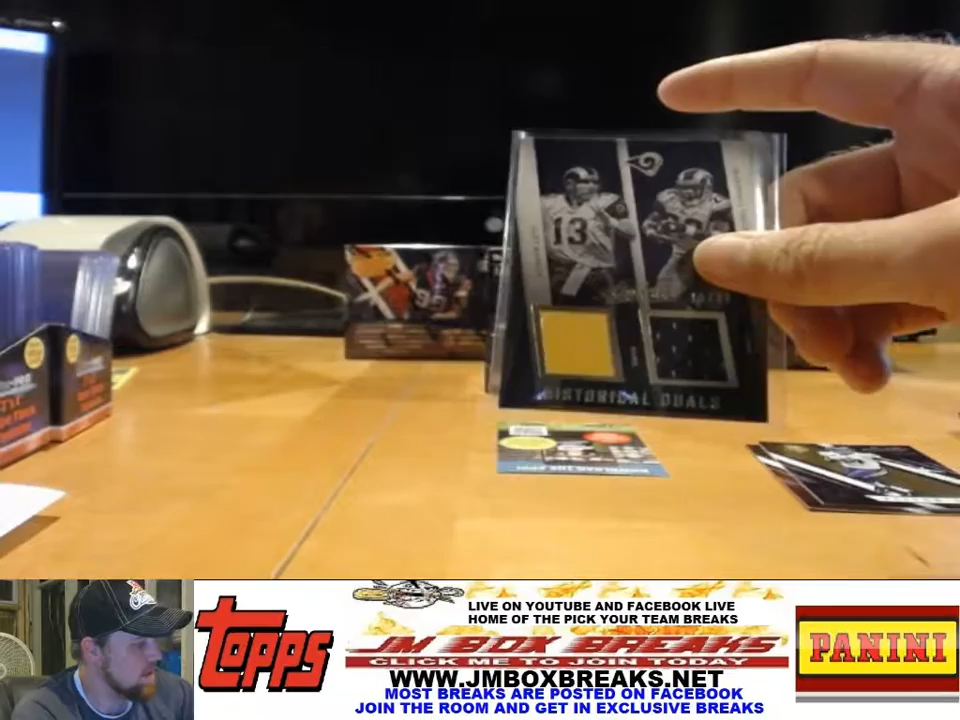 13
HISTORICAL DUALS
TOPPS
LIVE ON YOUTUBE AND FACEBOOK LIVE
HOME OF THE PICK YOUR TEAM BREAKS
JM BOX BREAKS
CLICK ME TO JOIN TODAY
WWW.JMBOXBREAKS.NET
MOST BREAKS ARE POSTED ON FACEBOOK
JOIN THE ROOM AND GET IN EXCLUSIVE BREAKS
PANINI